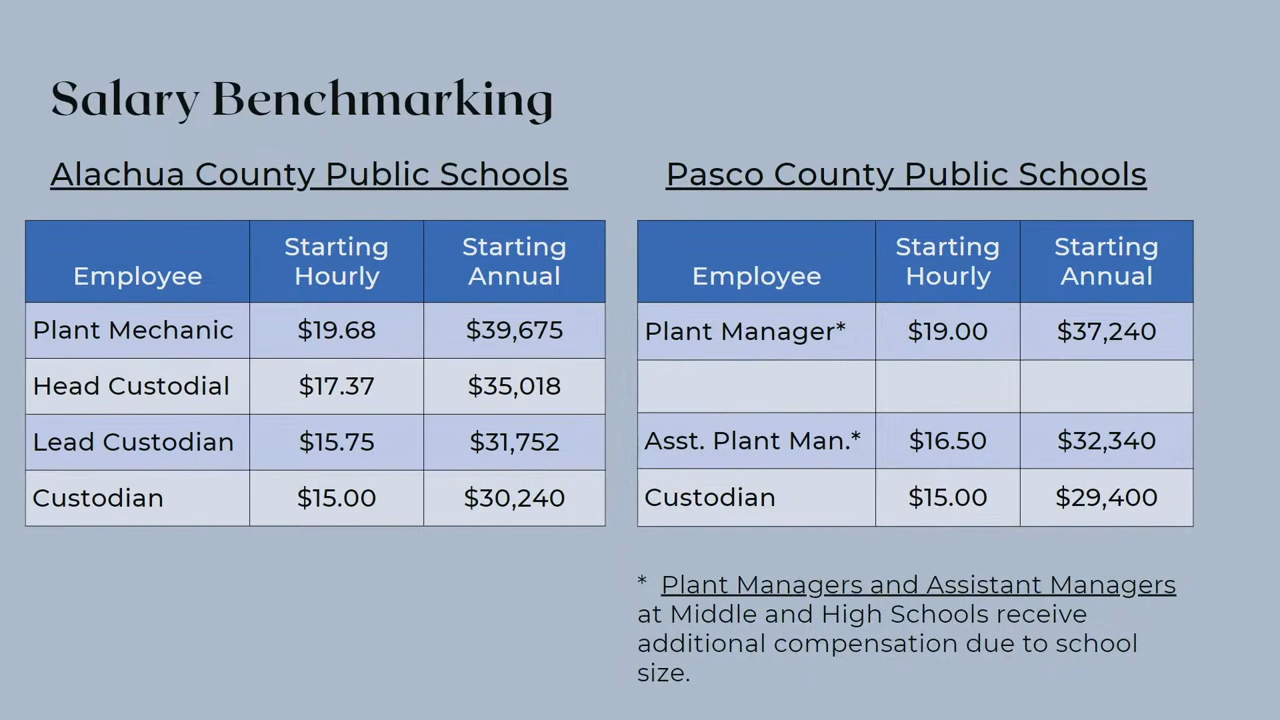 Salary Benchmarking
Alachua County Public Schools
Employee Starting Hourly Starting Annual
Plant Mechanic $19.68 $39,675
Head Custodial $17.37 $35,018
Lead Custodian $15.75 $31,752
Custodian $15.00 $30,240
Pasco County Public Schools
Employee Starting Hourly Starting Annual
Plant Manager* $19.00 $37,240
Asst. Plant Man.* $16.50 $32,340
Custodian $15.00 $29,400
* Plant Managers and Assistant Managers
at Middle and High Schools receive
additional compensation due to school
size.